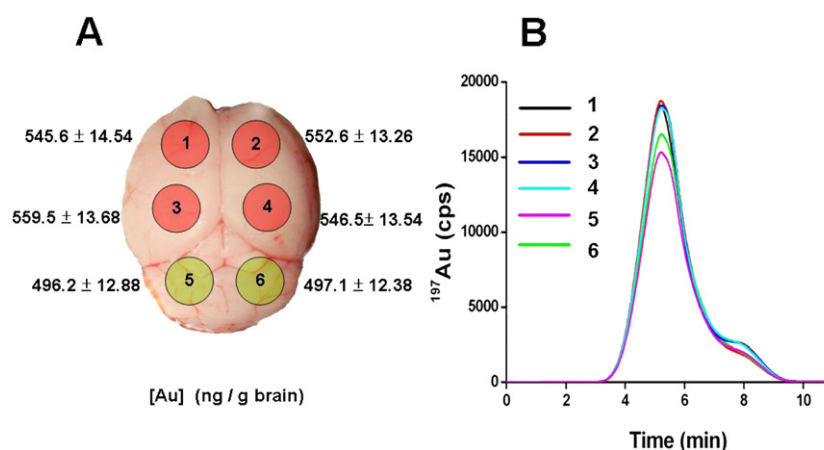 A
545.6 ± 14.54
1
2
552.6 ± 13.26
559.5 ± 13.68
3
4
546.5± 13.54
496.2 ± 12.88
5
6
497.1 ± 12.38
[Au] (ng / g brain)
B
20000
15000
10000
5000
0
197Au (cps)
1
2
3
4
5
6
0 2 4 6 8 10
Time (min)